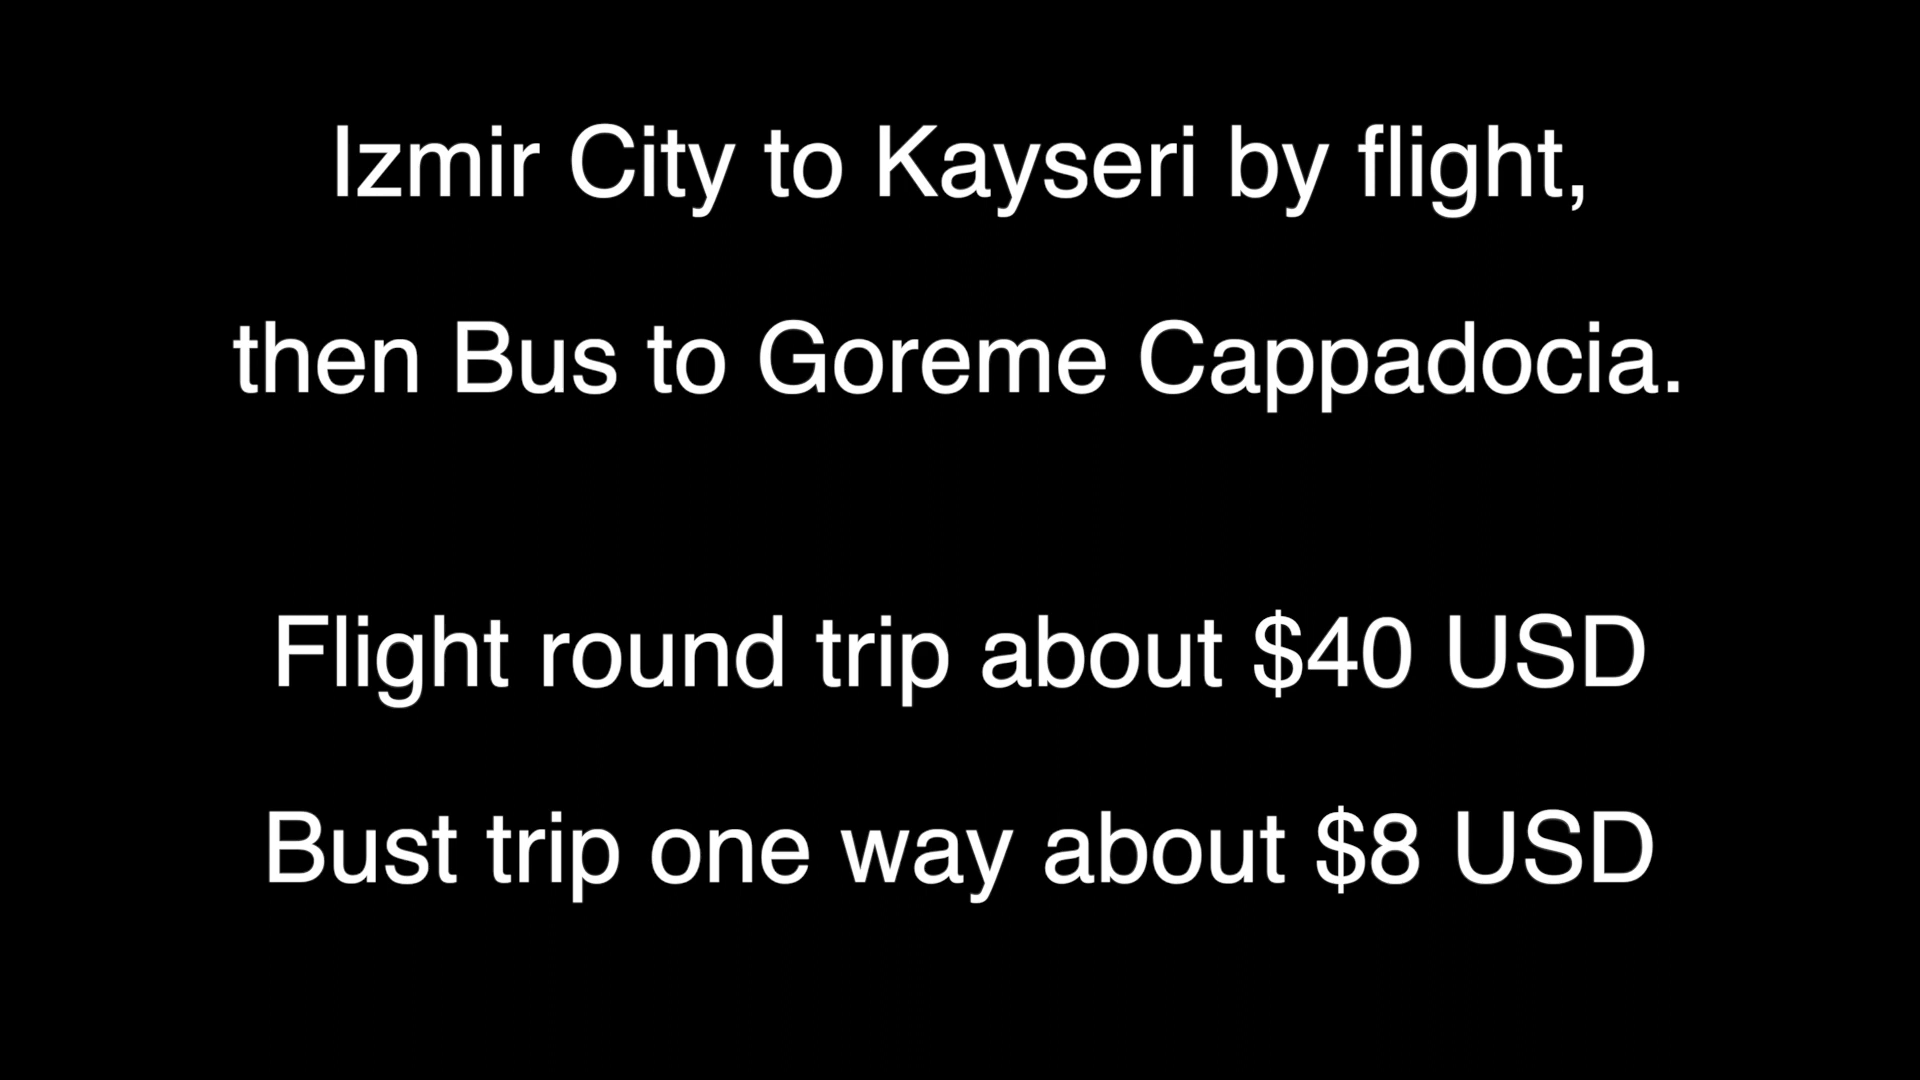 Izmir City to Kayseri by flight,
then Bus to Goreme Cappadocia.
Flight round trip about $40 USD
Bust trip one way about $8 USD